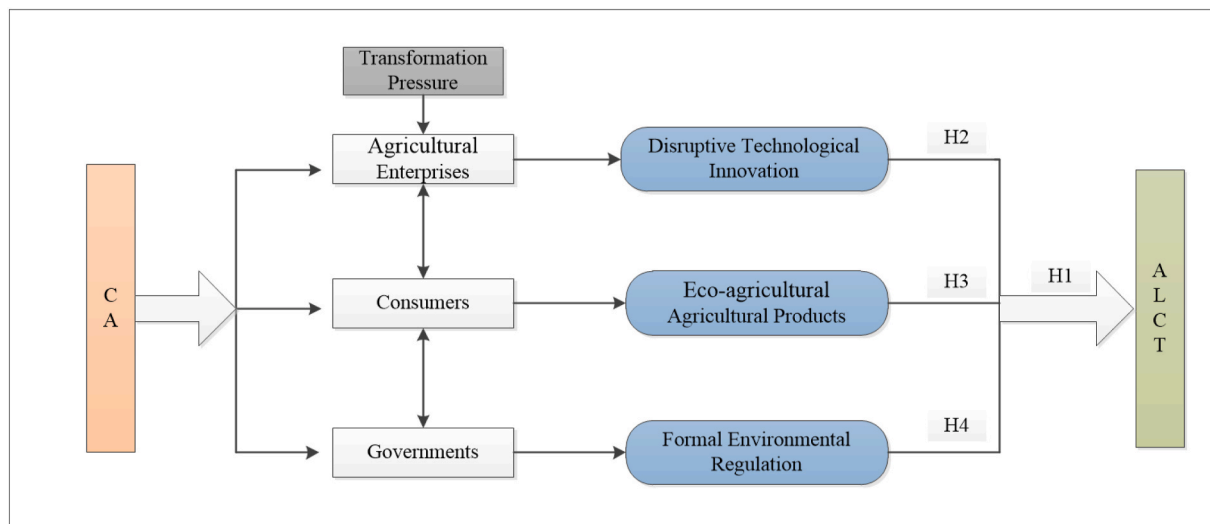 Transformation
Pressure
Agricultural
Enterprises
Disruptive Technological
Innovation
H2
C
A
Consumers
Eco-agricultural
Agricultural Products
H3
H1
A
L
C
T
Governments
Formal Environmental
Regulation
H4